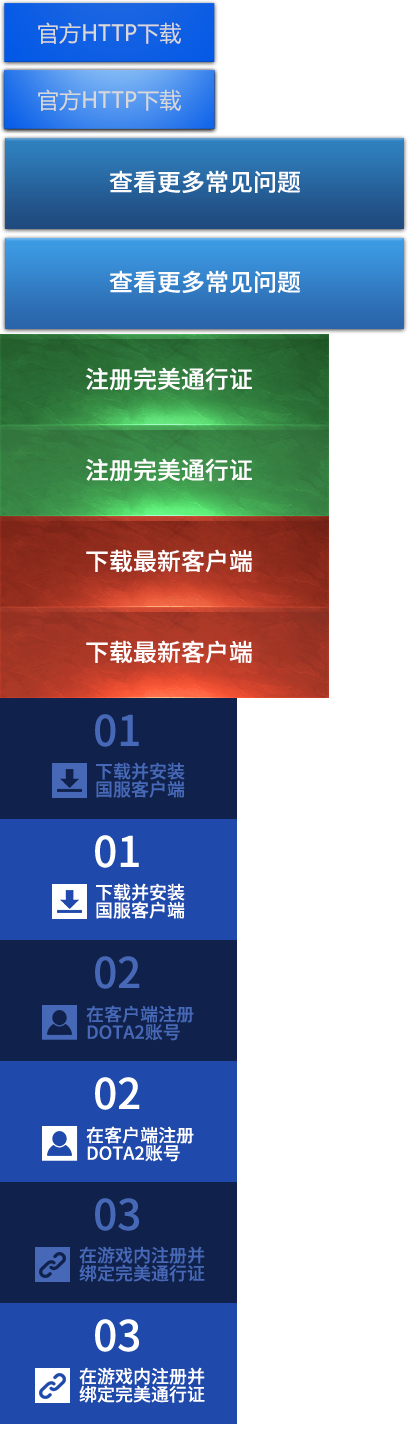 官方HTTP下载
官方HTTP下载
查看更多常见问题
查看更多常见问题
注册完美通行证
注册完美通行证
下载最新客户端
下载最新客户端
01
下载并安装
国服客户端
01
下载并安装
国服客户端
02
在客户端注册
DOTA2账号
02
在客户端注册
DOTA2账号
03
在游戏内注册并
绑定完美通行证
03
在游戏内注册并
绑定完美通行证